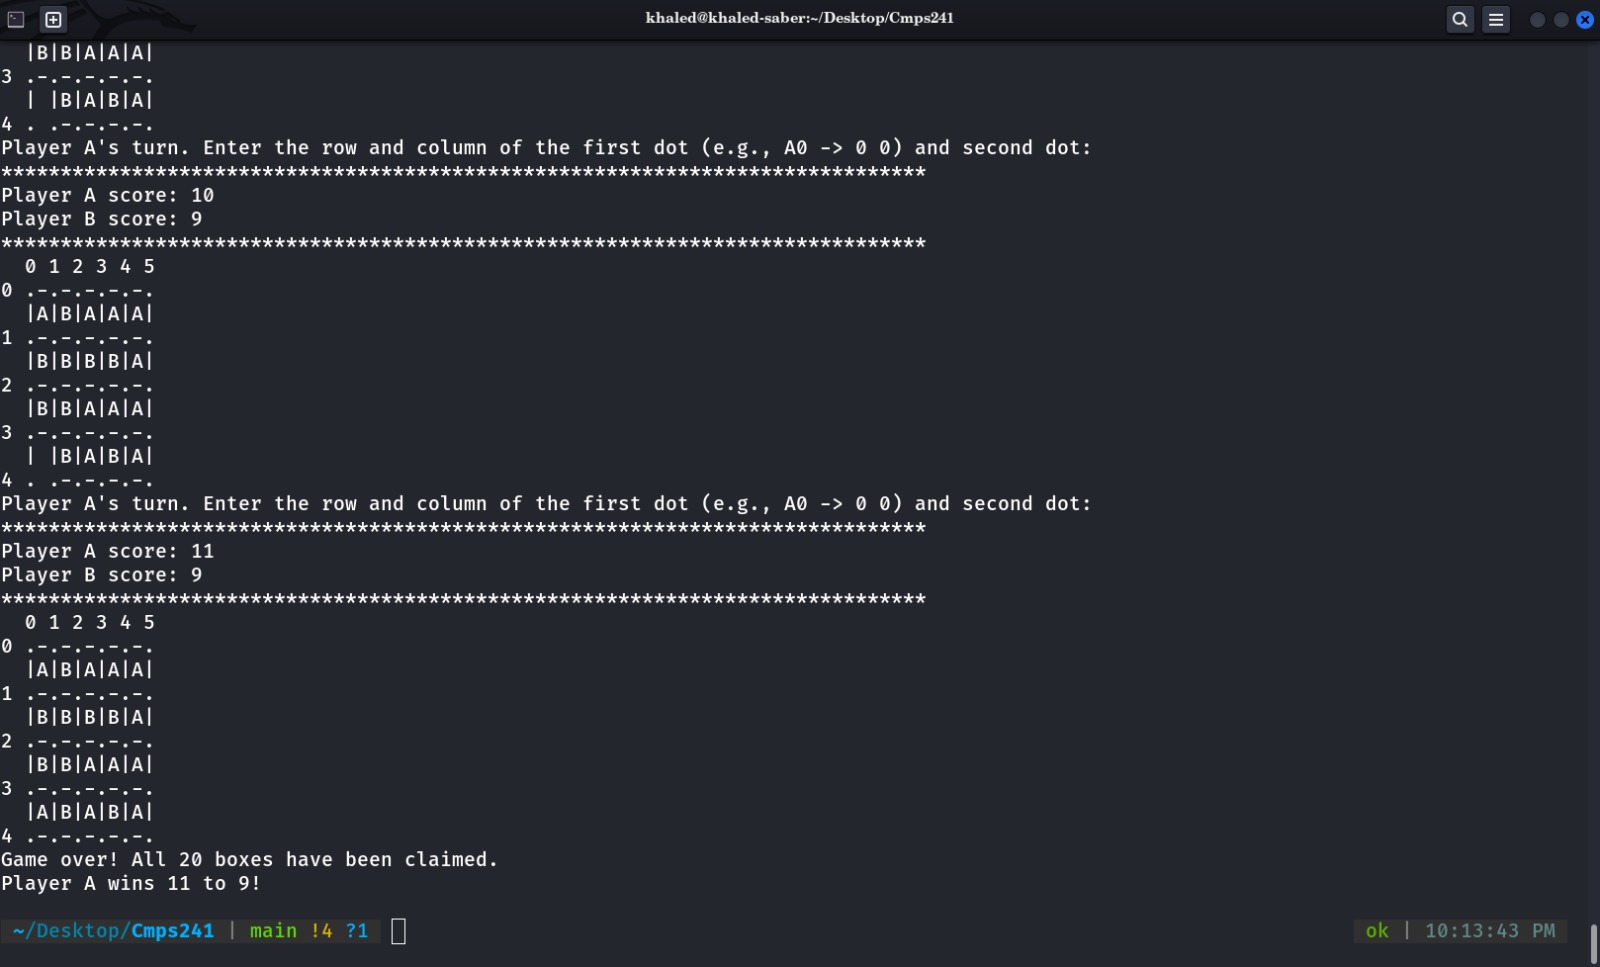 khaled@khaled-saber:~/Desktop/Cmps241
  |B|B|A|A|A|
3 .-.-.-.-.-.
  | |B|A|B|A|
4 . .-.-.-.-.
Player A's turn. Enter the row and column of the first dot (e.g., A0 -> 0 0) and second dot:
******************************************************************************
Player A score: 10
Player B score: 9
******************************************************************************
  0 1 2 3 4 5
0 .-.-.-.-.-.
  |A|B|A|A|A|
1 .-.-.-.-.-.
  |B|B|B|B|A|
2 .-.-.-.-.-.
  |B|B|A|A|A|
3 .-.-.-.-.-.
  | |B|A|B|A|
4 . .-.-.-.-.
Player A's turn. Enter the row and column of the first dot (e.g., A0 -> 0 0) and second dot:
******************************************************************************
Player A score: 11
Player B score: 9
******************************************************************************
  0 1 2 3 4 5
0 .-.-.-.-.-.
  |A|B|A|A|A|
1 .-.-.-.-.-.
  |B|B|B|B|A|
2 .-.-.-.-.-.
  |B|B|A|A|A|
3 .-.-.-.-.-.
  |A|B|A|B|A|
4 .-.-.-.-.-.
Game over! All 20 boxes have been claimed.
Player A wins 11 to 9!
~/Desktop/Cmps241 | main !4 ?1 ok | 10:13:43 PM